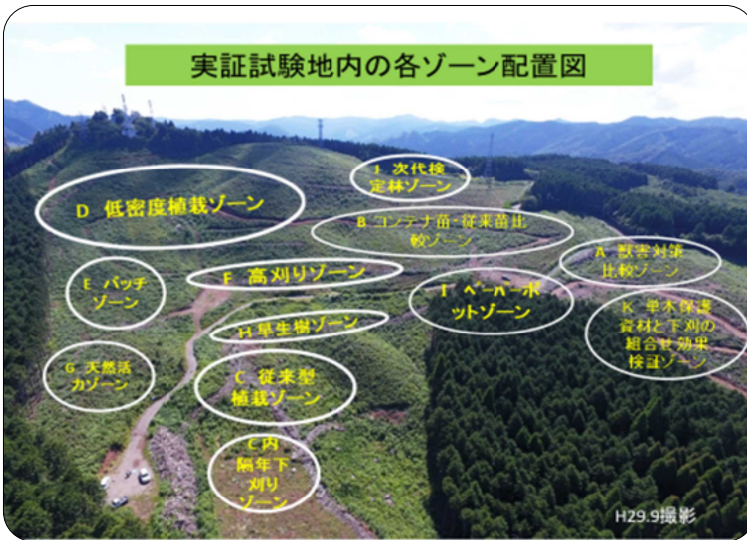 実証試験地内の各ゾーン配置図
J 次代検
定林ゾーン
D 低密度植栽ゾーン
B コンテナ苗・従来苗比
較ゾーン
A 獣害対策
比較ゾーン
E パッチ
ゾーン
F 高刈りゾーン
I ペーパーポ
ットゾーン
K 単木保護
資材と下刈の
組合せ効果
検証ゾーン
H早生樹ゾーン
G 天然活
力ゾーン
C 従来型
植栽ゾーン
C内
隔年下
刈り
ゾーン
H29.9撮影